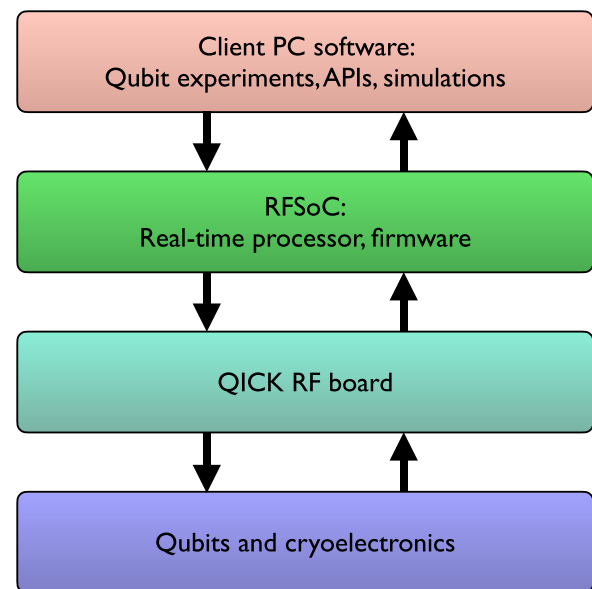 Client PC software:
Qubit experiments, APIs, simulations
RFSoC:
Real-time processor, firmware
QICK RF board
Qubits and cryoelectronics